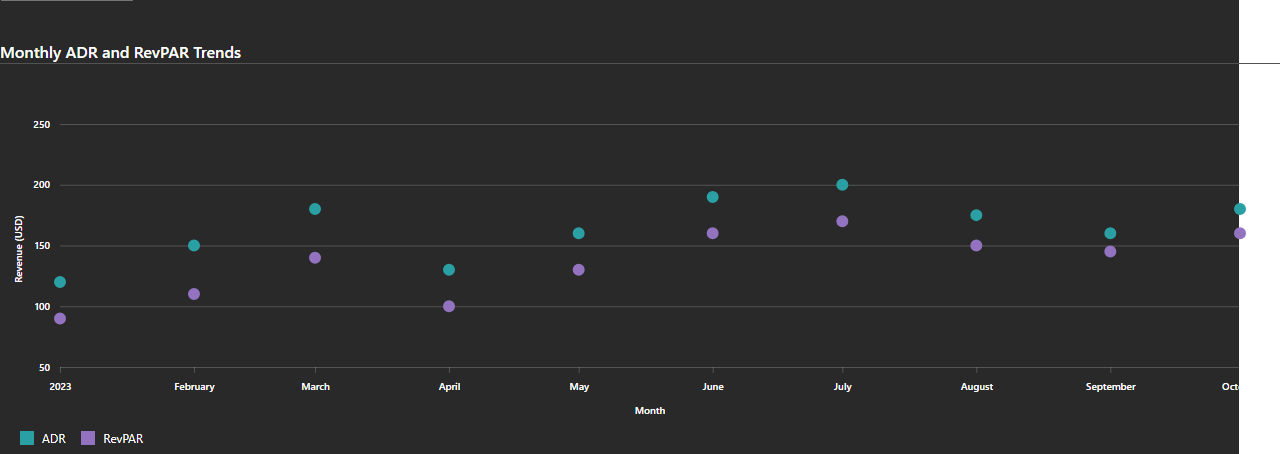 Monthly ADR and RevPAR Trends
250
200
150
100
50
Revenue (USD)
2023 February March April May June July August September Octo
Month
ADR RevPAR